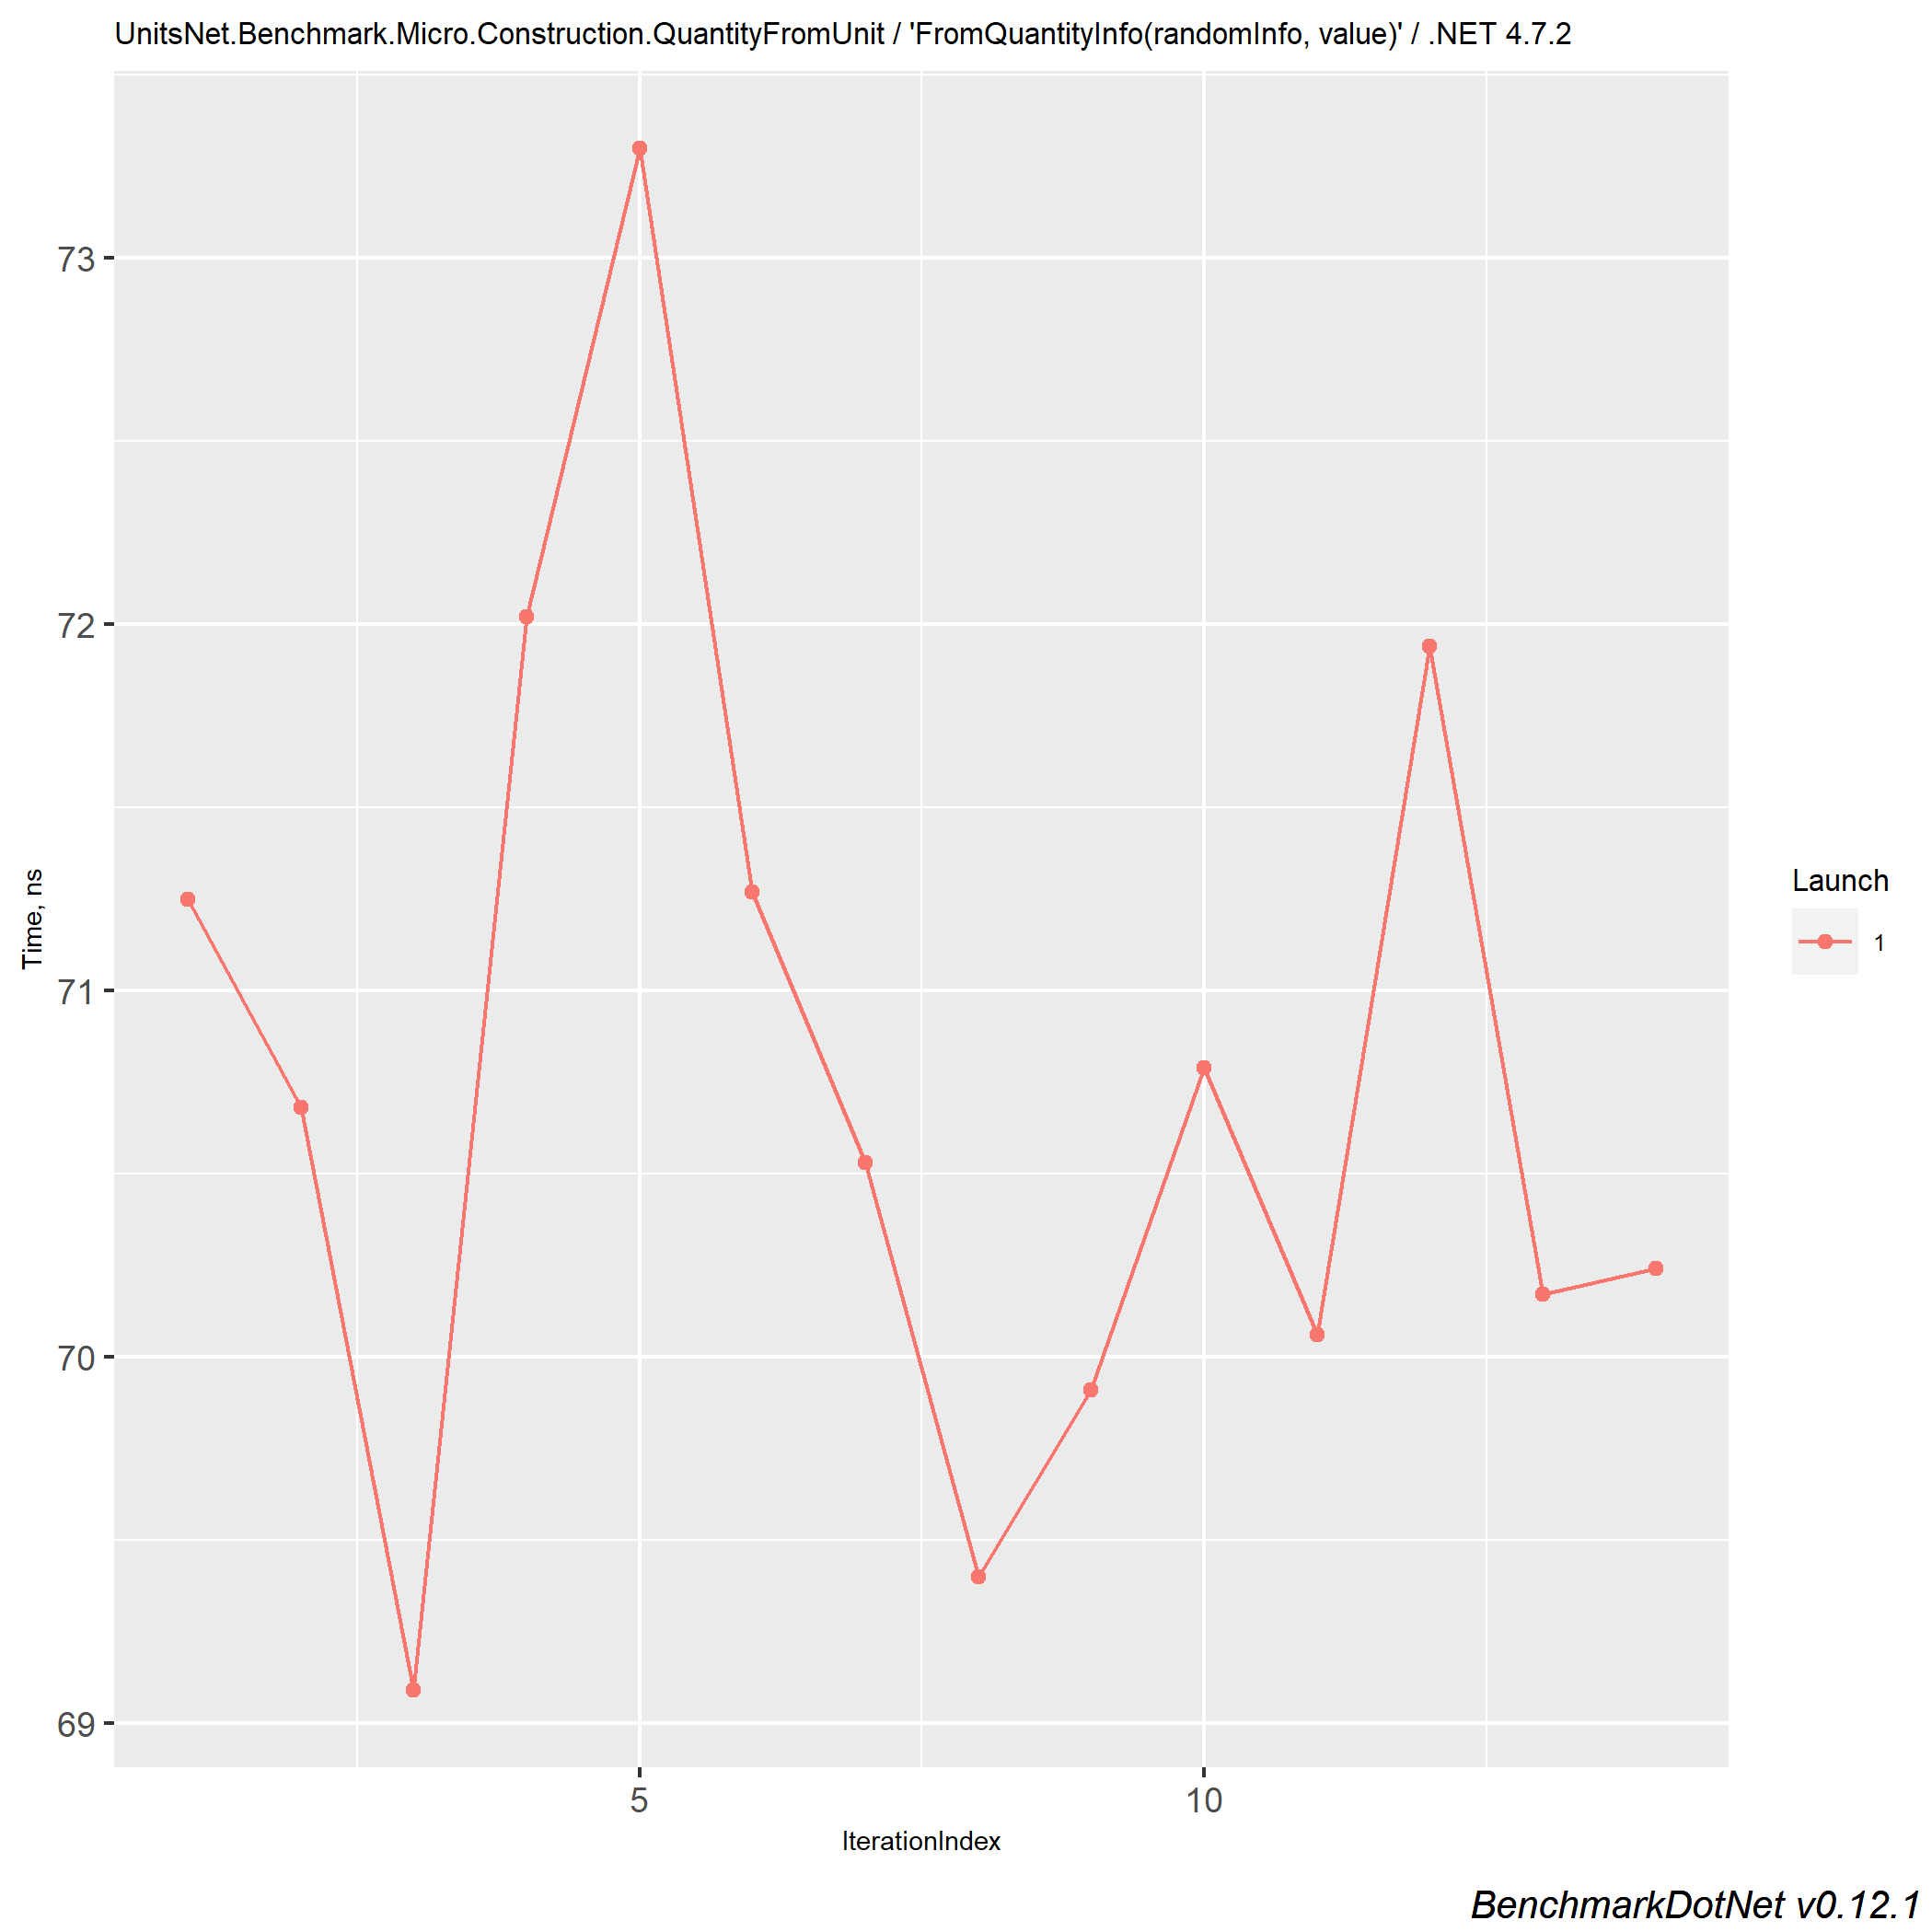 UnitsNet.Benchmark.Micro.Construction.QuantityFromUnit / 'FromQuantityInfo(randomInfo, value)' / .NET 4.7.2
73
72
71
70
69
Time, ns
5 10
IterationIndex
Launch
1
BenchmarkDotNet v0.12.1